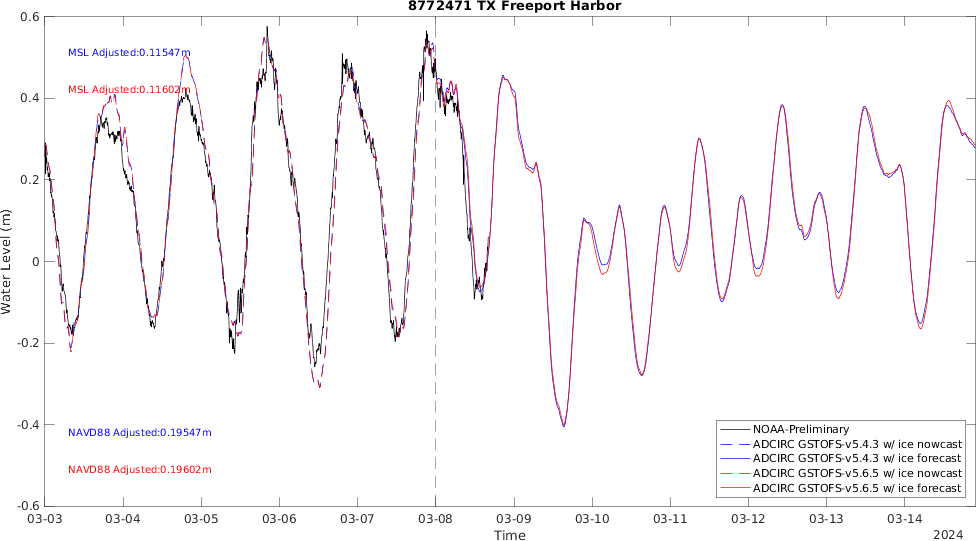 8772471 TX Freeport Harbor
0.6
0.4
0.2
0
-0.2
-0.4
-0.6
Water Level (m)
MSL Adjusted:0.11547m
MSL Adjusted:0.11602m
NAVD88 Adjusted:0.19547m
NAVD88 Adjusted:0.19602m
NOAA-Preliminary
ADCIRC GSTOFS-v5.4.3 w/ ice nowcast
ADCIRC GSTOFS-v5.4.3 w/ ice forecast
ADCIRC GSTOFS-v5.6.5 w/ ice nowcast
ADCIRC GSTOFS-v5.6.5 w/ ice forecast
03-03 03-04 03-05 03-06 03-07 03-08 03-09 03-10 03-11 03-12 03-13 03-14
Time
2024